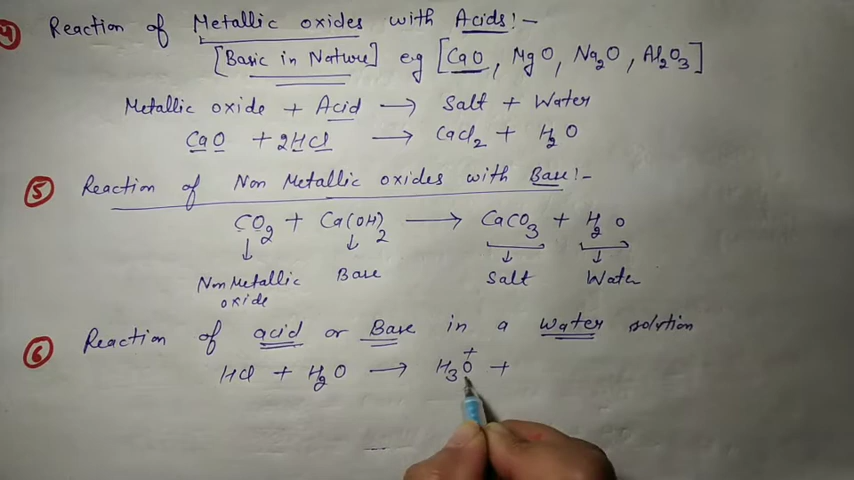 4 Reaction of Metallic oxides with Acids:-
[Basic in Nature] eg [CaO, MgO, Na2O, Al2O3]
Metallic oxide + Acid → Salt + Water
CaO + 2HCl → CaCl2 + H2O
5 Reaction of Non Metallic oxides with Base:-
CO2 + Ca(OH)2 → CaCO3 + H2O
↓ ↓ ↓ ↓
Non Metallic oxide Base Salt Water
6 Reaction of acid or Base in a water solution
HCl + H2O → H3O+ +